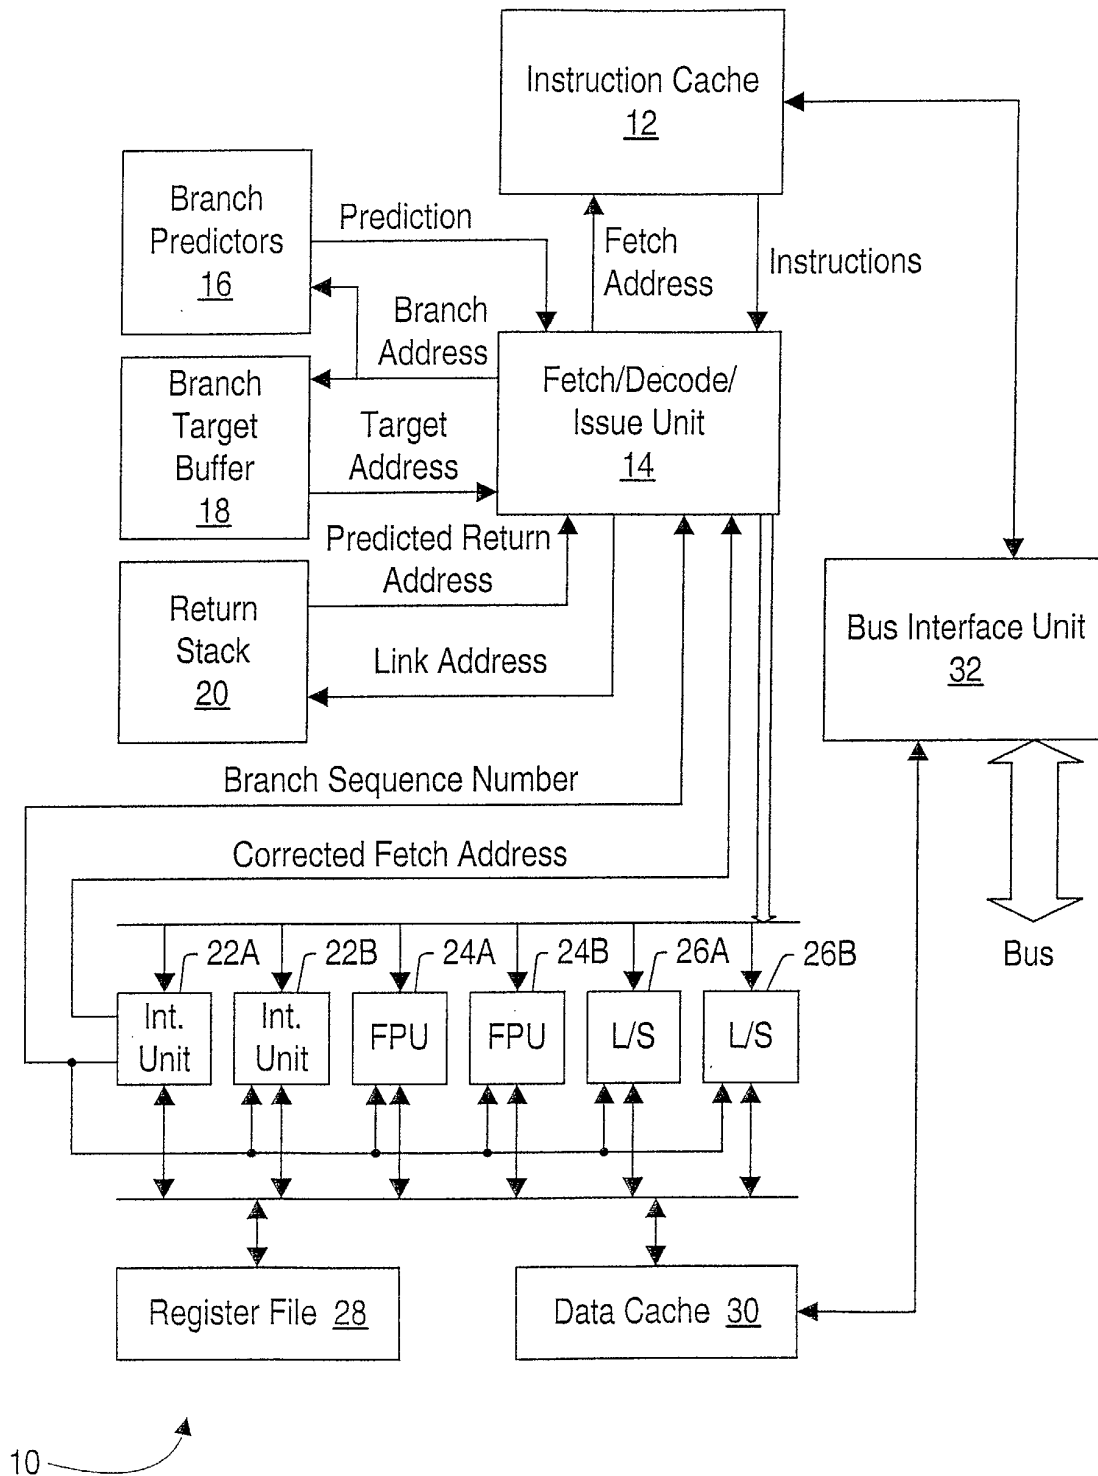 Instruction Cache
12
Branch
Predictors
16
Prediction
Fetch
Address
Instructions
Branch
Address
Branch
Target
Buffer
18
Target
Address
Fetch/Decode/
Issue Unit
14
Predicted Return
Address
Return
Stack
20
Link Address
Bus Interface Unit
32
Branch Sequence Number
Corrected Fetch Address
Bus
22A
22B
24A
24B
26A
26B
Int.
Unit
Int.
Unit
FPU
FPU
L/S
L/S
Register File 28
Data Cache 30
10